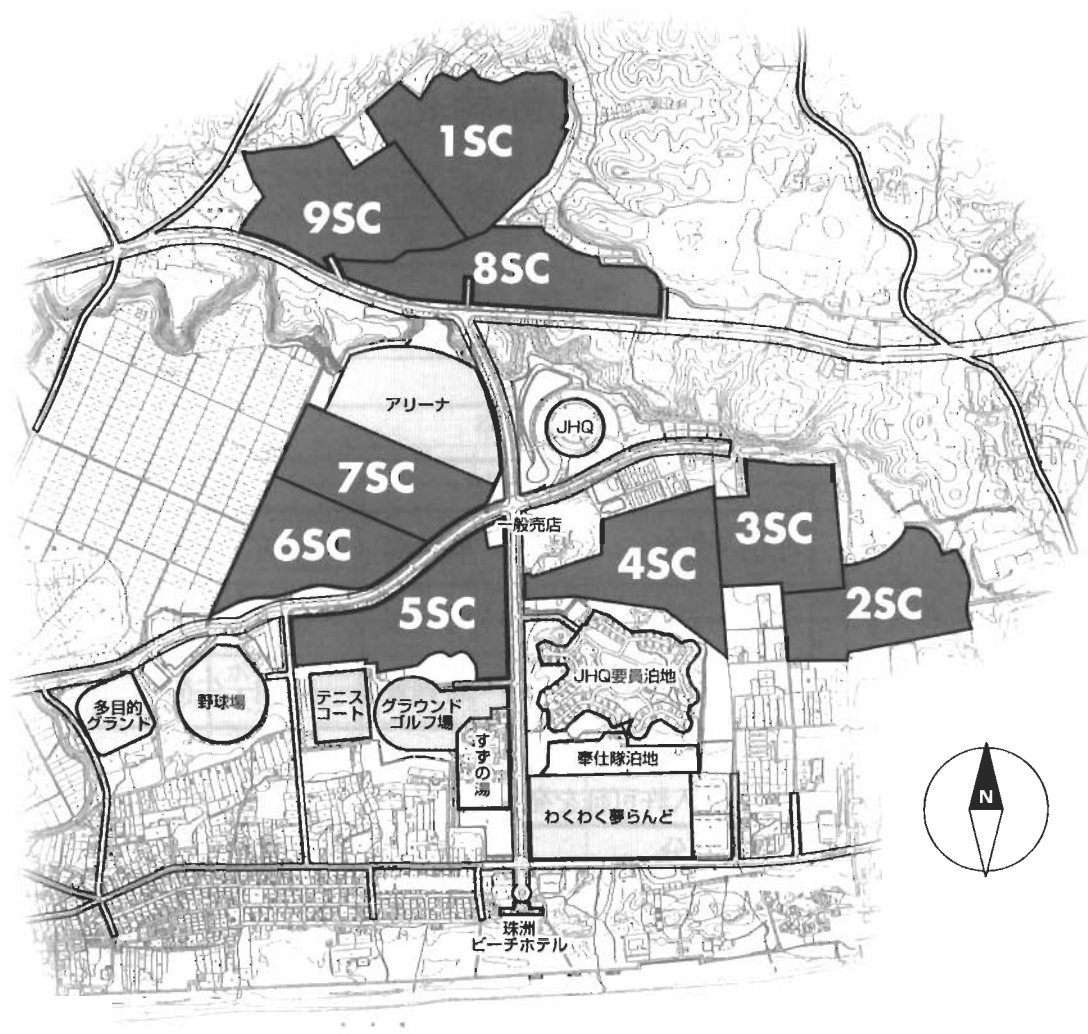 1SC
9SC
8SC
アリーナ
JHQ
7SC
一般売店
3SC
6SC
4SC
2SC
5SC
JHQ要員泊地
多目的
グランド
野球場
テニス
コート
グラウンド
ゴルフ場
すずの湯
奉仕隊泊地
わくわく夢らんど
N
珠洲
ビーチホテル